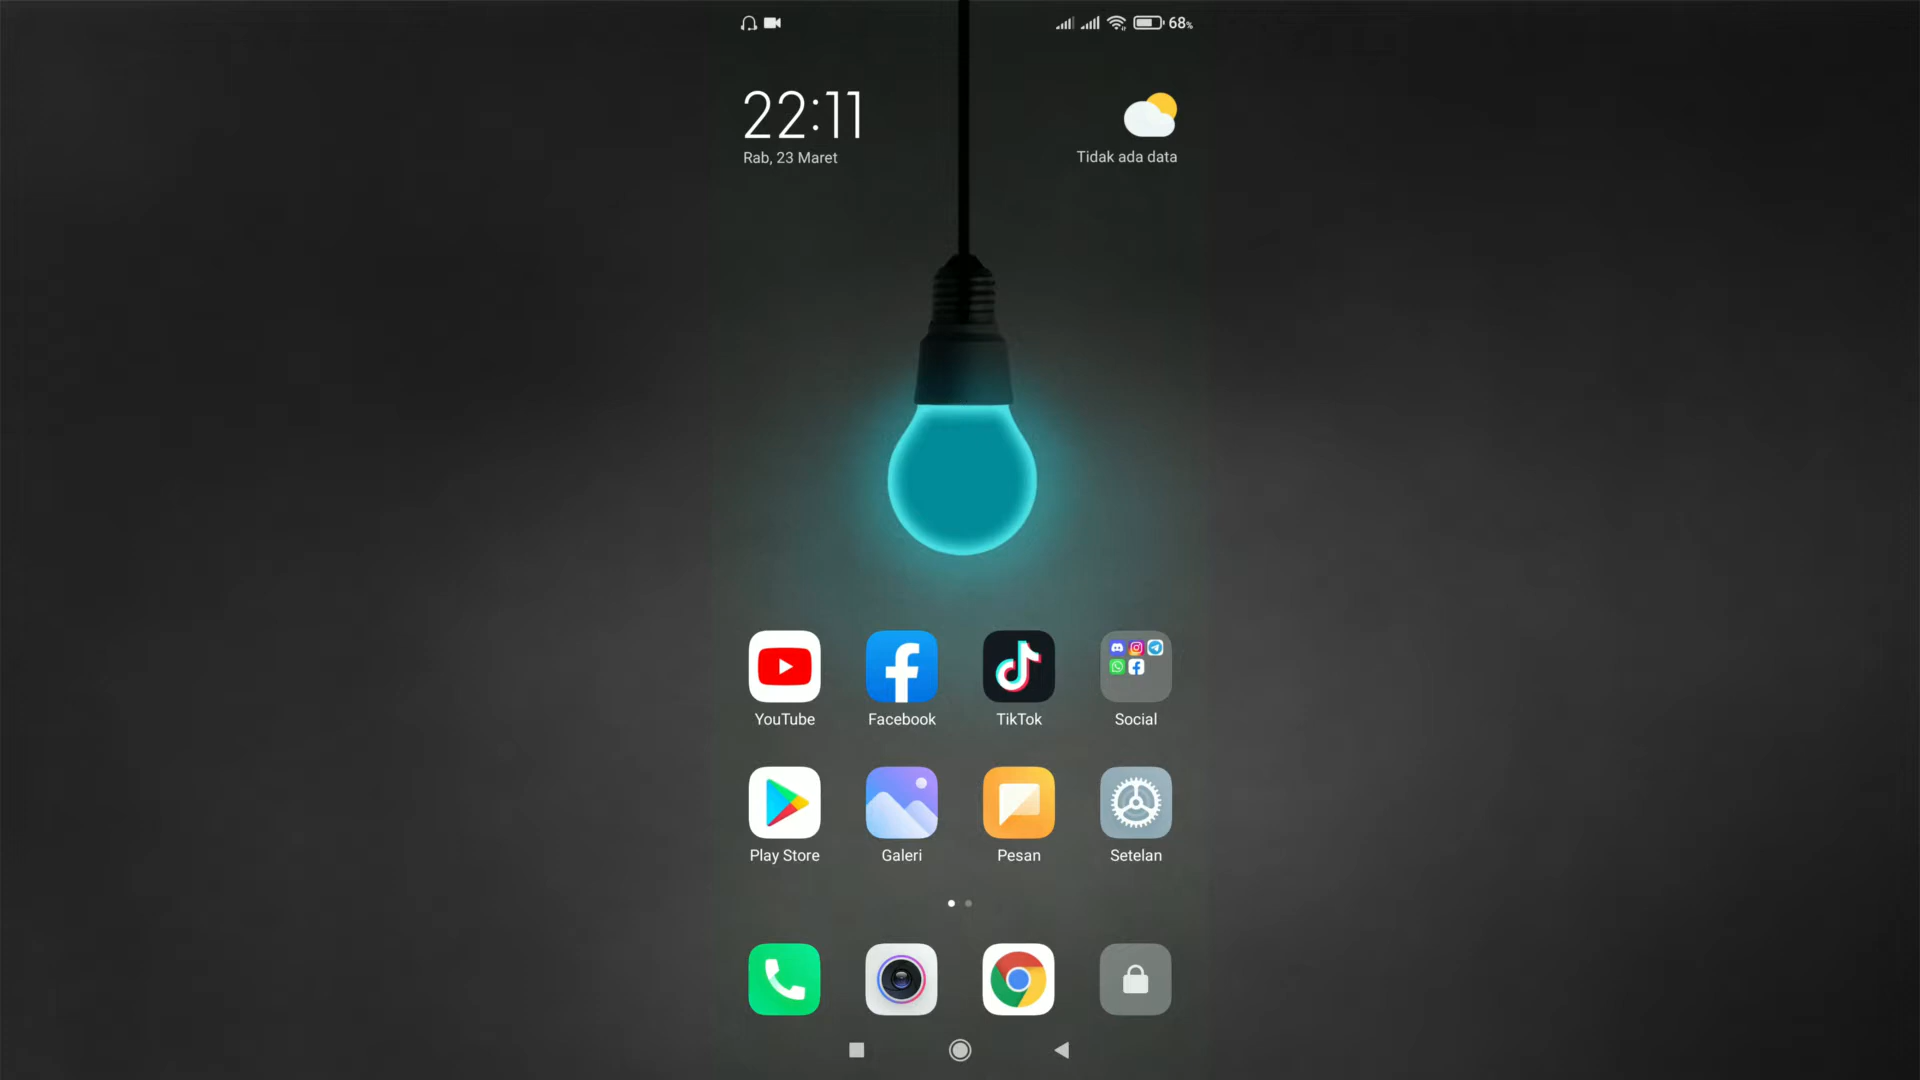 68%
22:11
Rab, 23 Maret
Tidak ada data
YouTube
Facebook
TikTok
Social
Play Store
Galeri
Pesan
Setelan